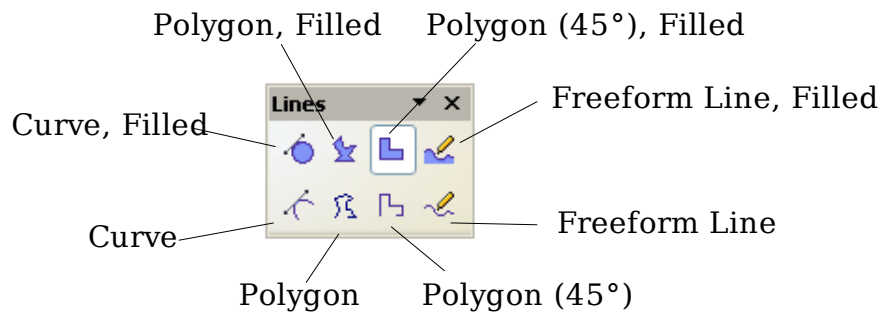 Polygon, Filled
Polygon (45°), Filled
Lines
Freeform Line, Filled
Curve, Filled
Curve
Freeform Line
Polygon
Polygon (45°)